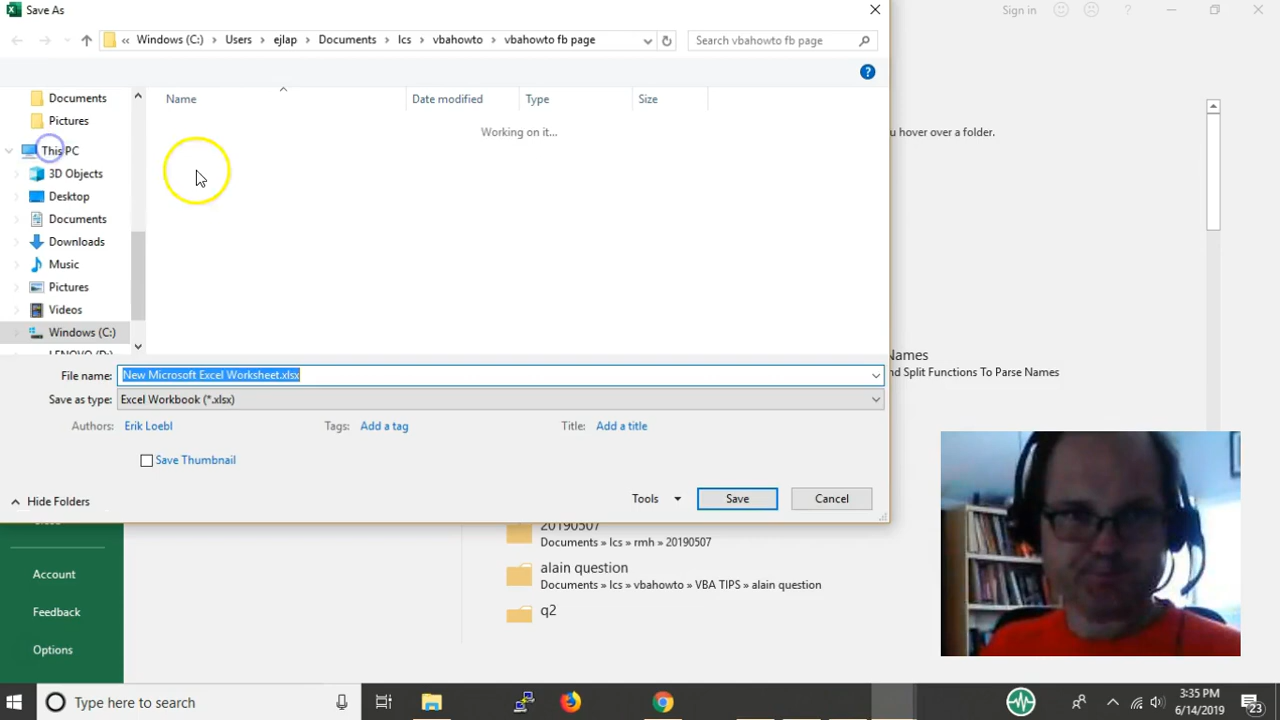 Save As
Sign in
?
« Windows (C:) › Users › ejlap › Documents › lcs › vbahowto › vbahowto fb page
Search vbahowto fb page
?
Name
Date modified
Type
Size
Working on it...
u hover over a folder.
Documents
Pictures
This PC
3D Objects
Desktop
Documents
Downloads
Music
Pictures
Videos
Windows (C:)
Names
nd Split Functions To Parse Names
File name: New Microsoft Excel Worksheet.xlsx
Save as type: Excel Workbook (*.xlsx)
Authors: Erik Loebl
Tags: Add a tag
Title: Add a title
Save Thumbnail
Hide Folders
Tools
Save
Cancel
20190507
Documents » lcs » rmh » 20190507
alain question
Documents » lcs » vbahowto » VBA TIPS » alain question
q2
Account
Feedback
Options
Type here to search
3:35 PM
6/14/2019
23